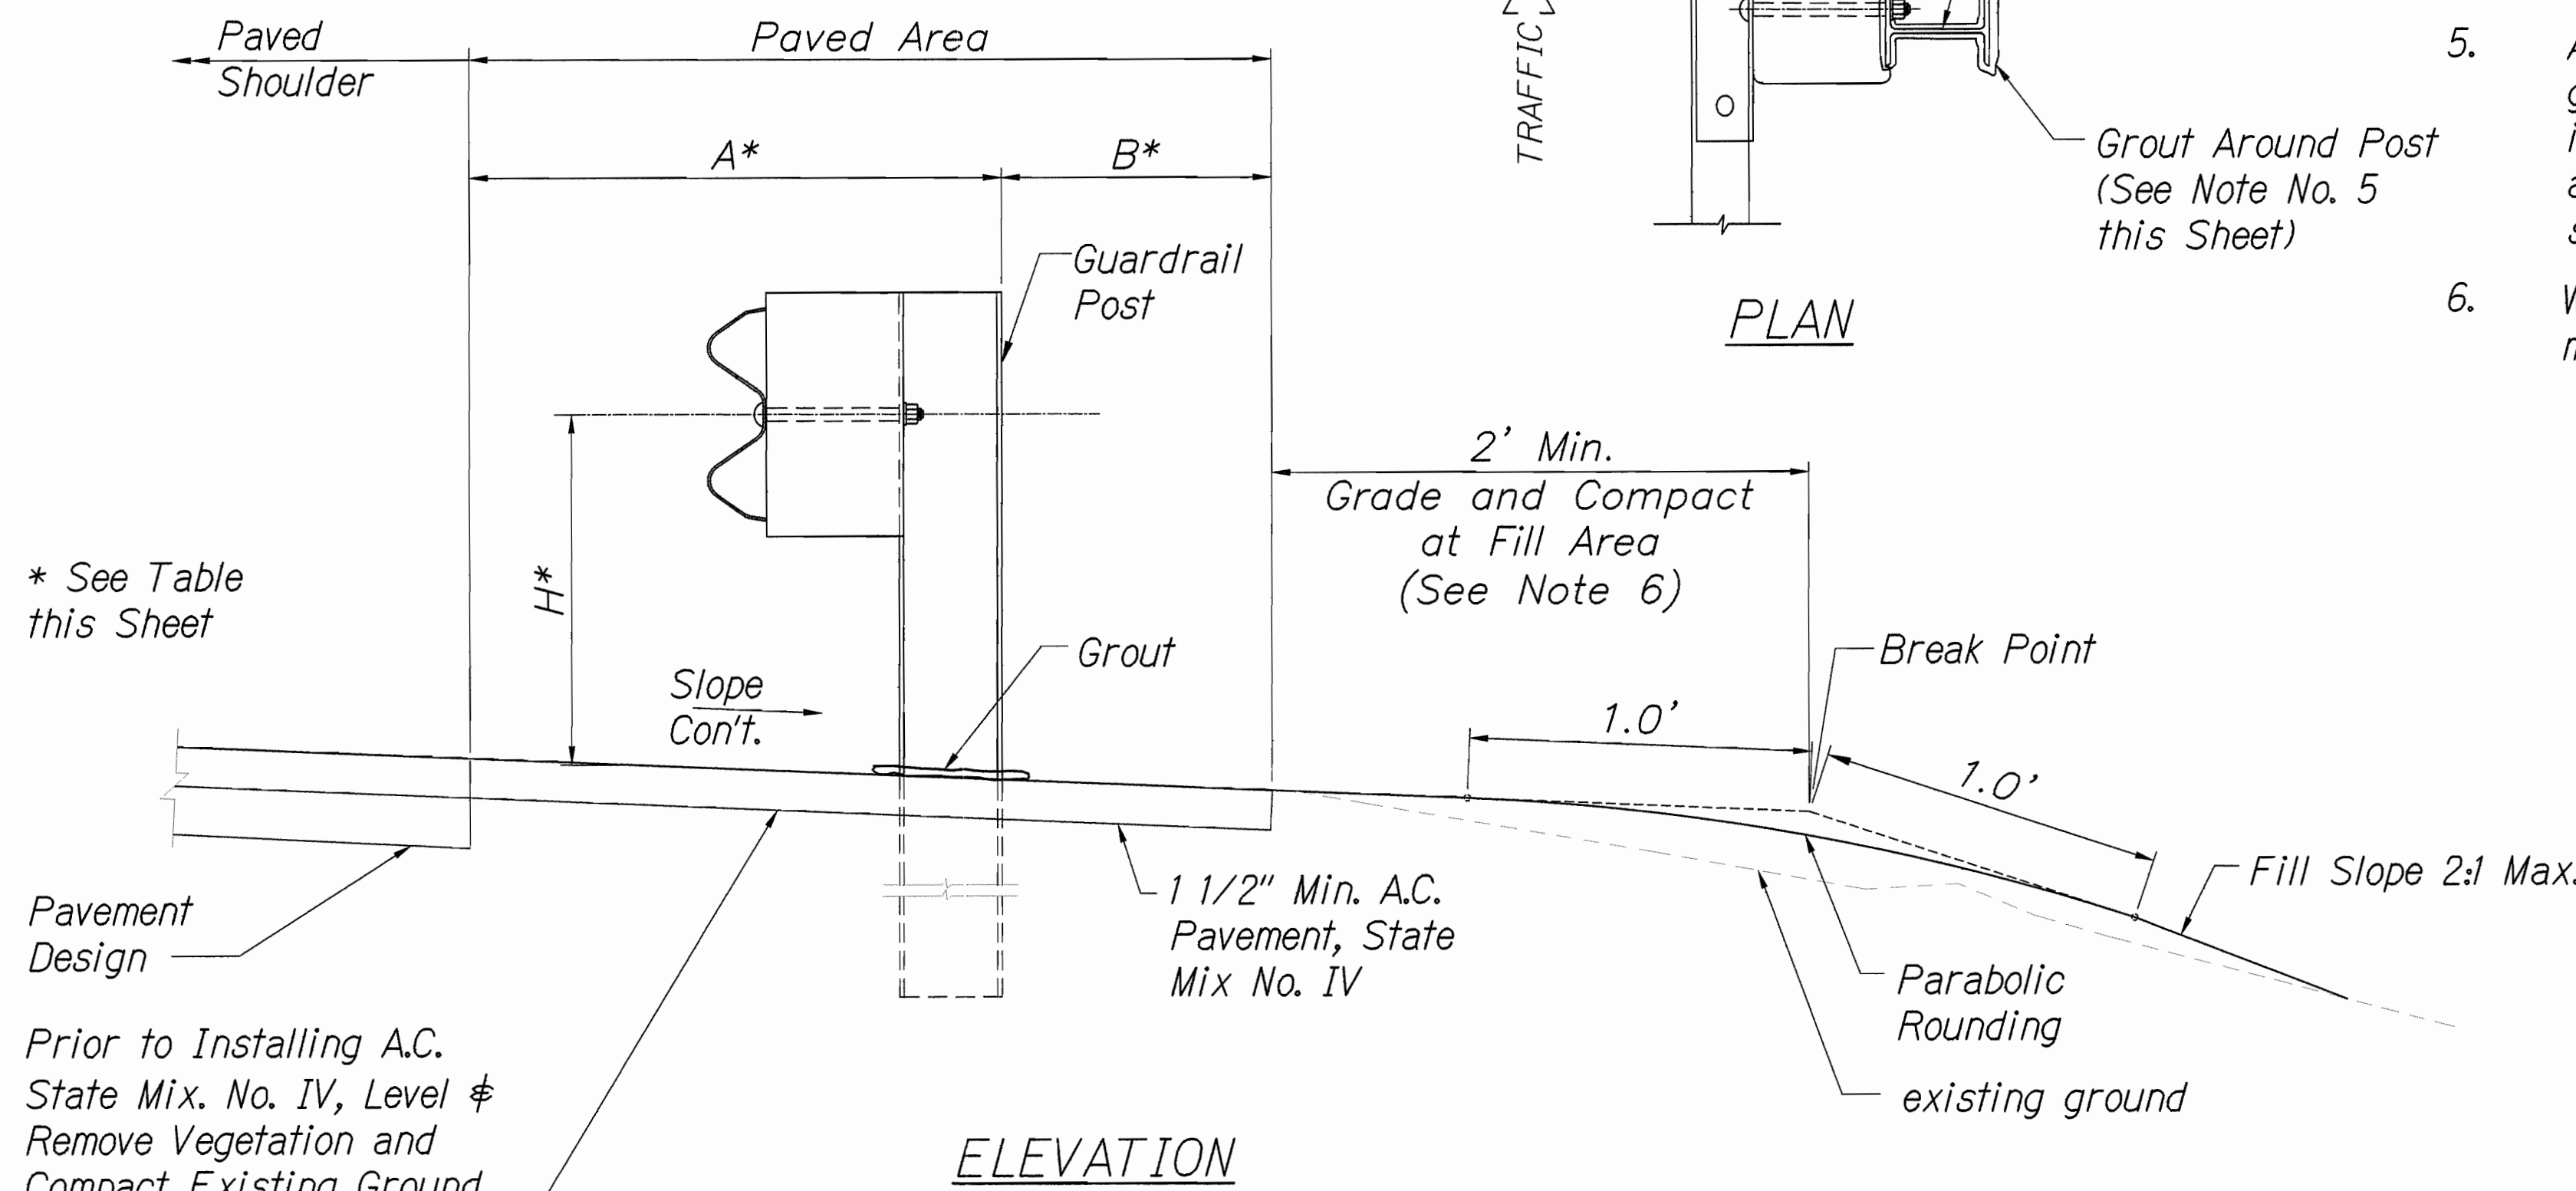 Paved
Shoulder
Paved Area
A*
B*
Guardrail
Post
H*
* See Table
this Sheet
Slope
Con't.
Grout
Pavement
Design
1 1/2" Min. A.C.
Pavement, State
Mix No. IV
Prior to Installing A.C.
State Mix. No. IV, Level &
Remove Vegetation and
Compact Existing Ground
ELEVATION
TRAFFIC
Grout Around Post
(See Note No. 5
this Sheet)
PLAN
2' Min.
Grade and Compact
at Fill Area
(See Note 6)
Break Point
1.0'
1.0'
Fill Slope 2:1 Max.
Parabolic
Rounding
existing ground
5.
6.